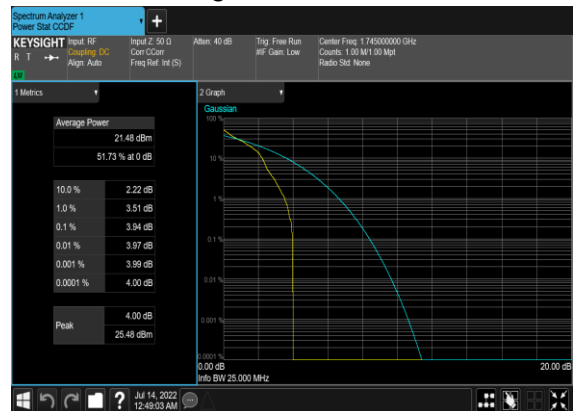 Spectrum Analyzer 1
Power Stat CCDF
+
KEYSIGHT
R T
LW
Input: RF
Coupling: DC
Align: Auto
Input Z: 50 Ω
Corr CCorr
Freq Ref: Int (S)
Atten: 40 dB
Trig: Free Run
#IF Gain: Low
Center Freq: 1.745000000 GHz
Counts: 1.00 M/1.00 Mpt
Radio Std: None
1 Metrics
Average Power
21.48 dBm
51.73 % at 0 dB
10.0 % 2.22 dB
1.0 % 3.51 dB
0.1 % 3.94 dB
0.01 % 3.97 dB
0.001 % 3.99 dB
0.0001 % 4.00 dB
Peak
4.00 dB
25.48 dBm
2 Graph
Gaussian
100 %
10 %
1 %
0.1 %
0.01 %
0.001 %
0.0001 %
0.00 dB 20.00 dB
Info BW 25.000 MHz
?
Jul 14, 2022
12:49:03 AM